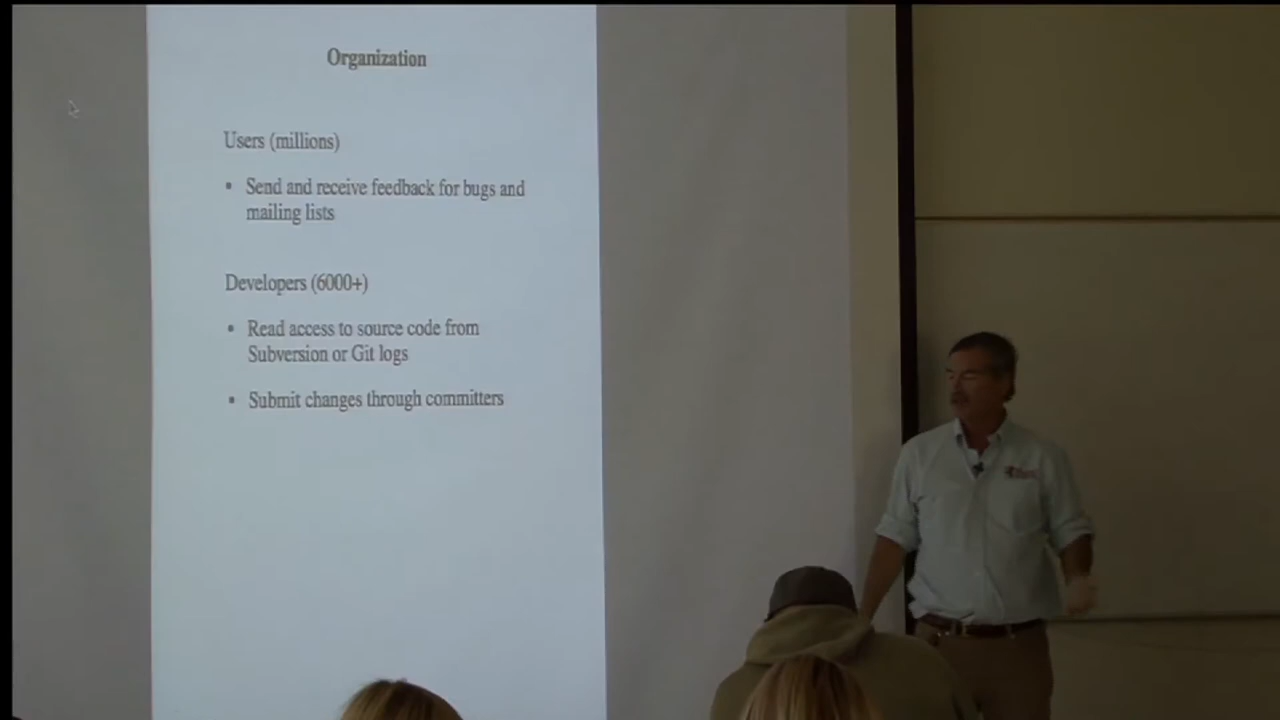 Organization
Users (millions)
• Send and receive feedback for bugs and
mailing lists
Developers (6000+)
• Read access to source code from
Subversion or Git logs
• Submit changes through committers